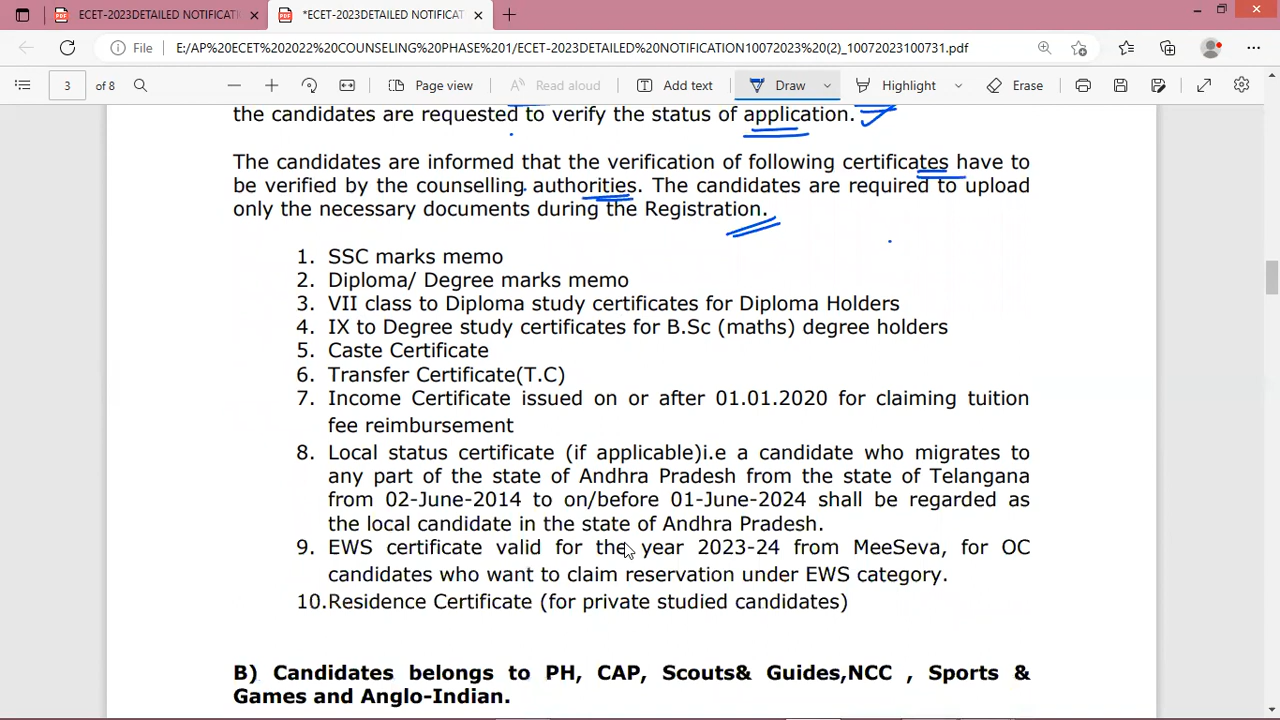 ECET-2023DETAILED NOTIFICATI
*ECET-2023DETAILED NOTIFICAT
File
E:/AP%20ECET%202022%20COUNSELING%20PHASE%201/ECET-2023DETAILED%20NOTIFICATION10072023%20(2)_10072023100731.pdf
3 of 8
Page view
Read aloud
Add text
Draw
Highlight
Erase
the candidates are requested to verify the status of application.
The candidates are informed that the verification of following certificates have to
be verified by the counselling authorities. The candidates are required to upload
only the necessary documents during the Registration.
1. SSC marks memo
2. Diploma/ Degree marks memo
3. VII class to Diploma study certificates for Diploma Holders
4. IX to Degree study certificates for B.Sc (maths) degree holders
5. Caste Certificate
6. Transfer Certificate(T.C)
7. Income Certificate issued on or after 01.01.2020 for claiming tuition
fee reimbursement
8. Local status certificate (if applicable)i.e a candidate who migrates to
any part of the state of Andhra Pradesh from the state of Telangana
from 02-June-2014 to on/before 01-June-2024 shall be regarded as
the local candidate in the state of Andhra Pradesh.
9. EWS certificate valid for the year 2023-24 from MeeSeva, for OC
candidates who want to claim reservation under EWS category.
10.Residence Certificate (for private studied candidates)
B) Candidates belongs to PH, CAP, Scouts& Guides,NCC , Sports &
Games and Anglo-Indian.